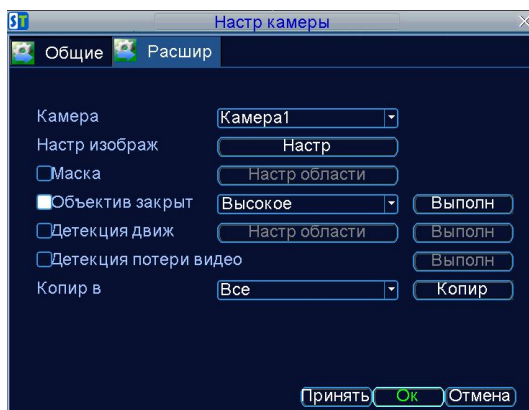 ST Настр камеры
Общие Расшир
Камера Камера1
Настр изображ Настр
Маска Настр области
Объектив закрыт Высокое Выполн
Детекция движ Настр области Выполн
Детекция потери видео Выполн
Копир в Все Копир
Принять Ок Отмена